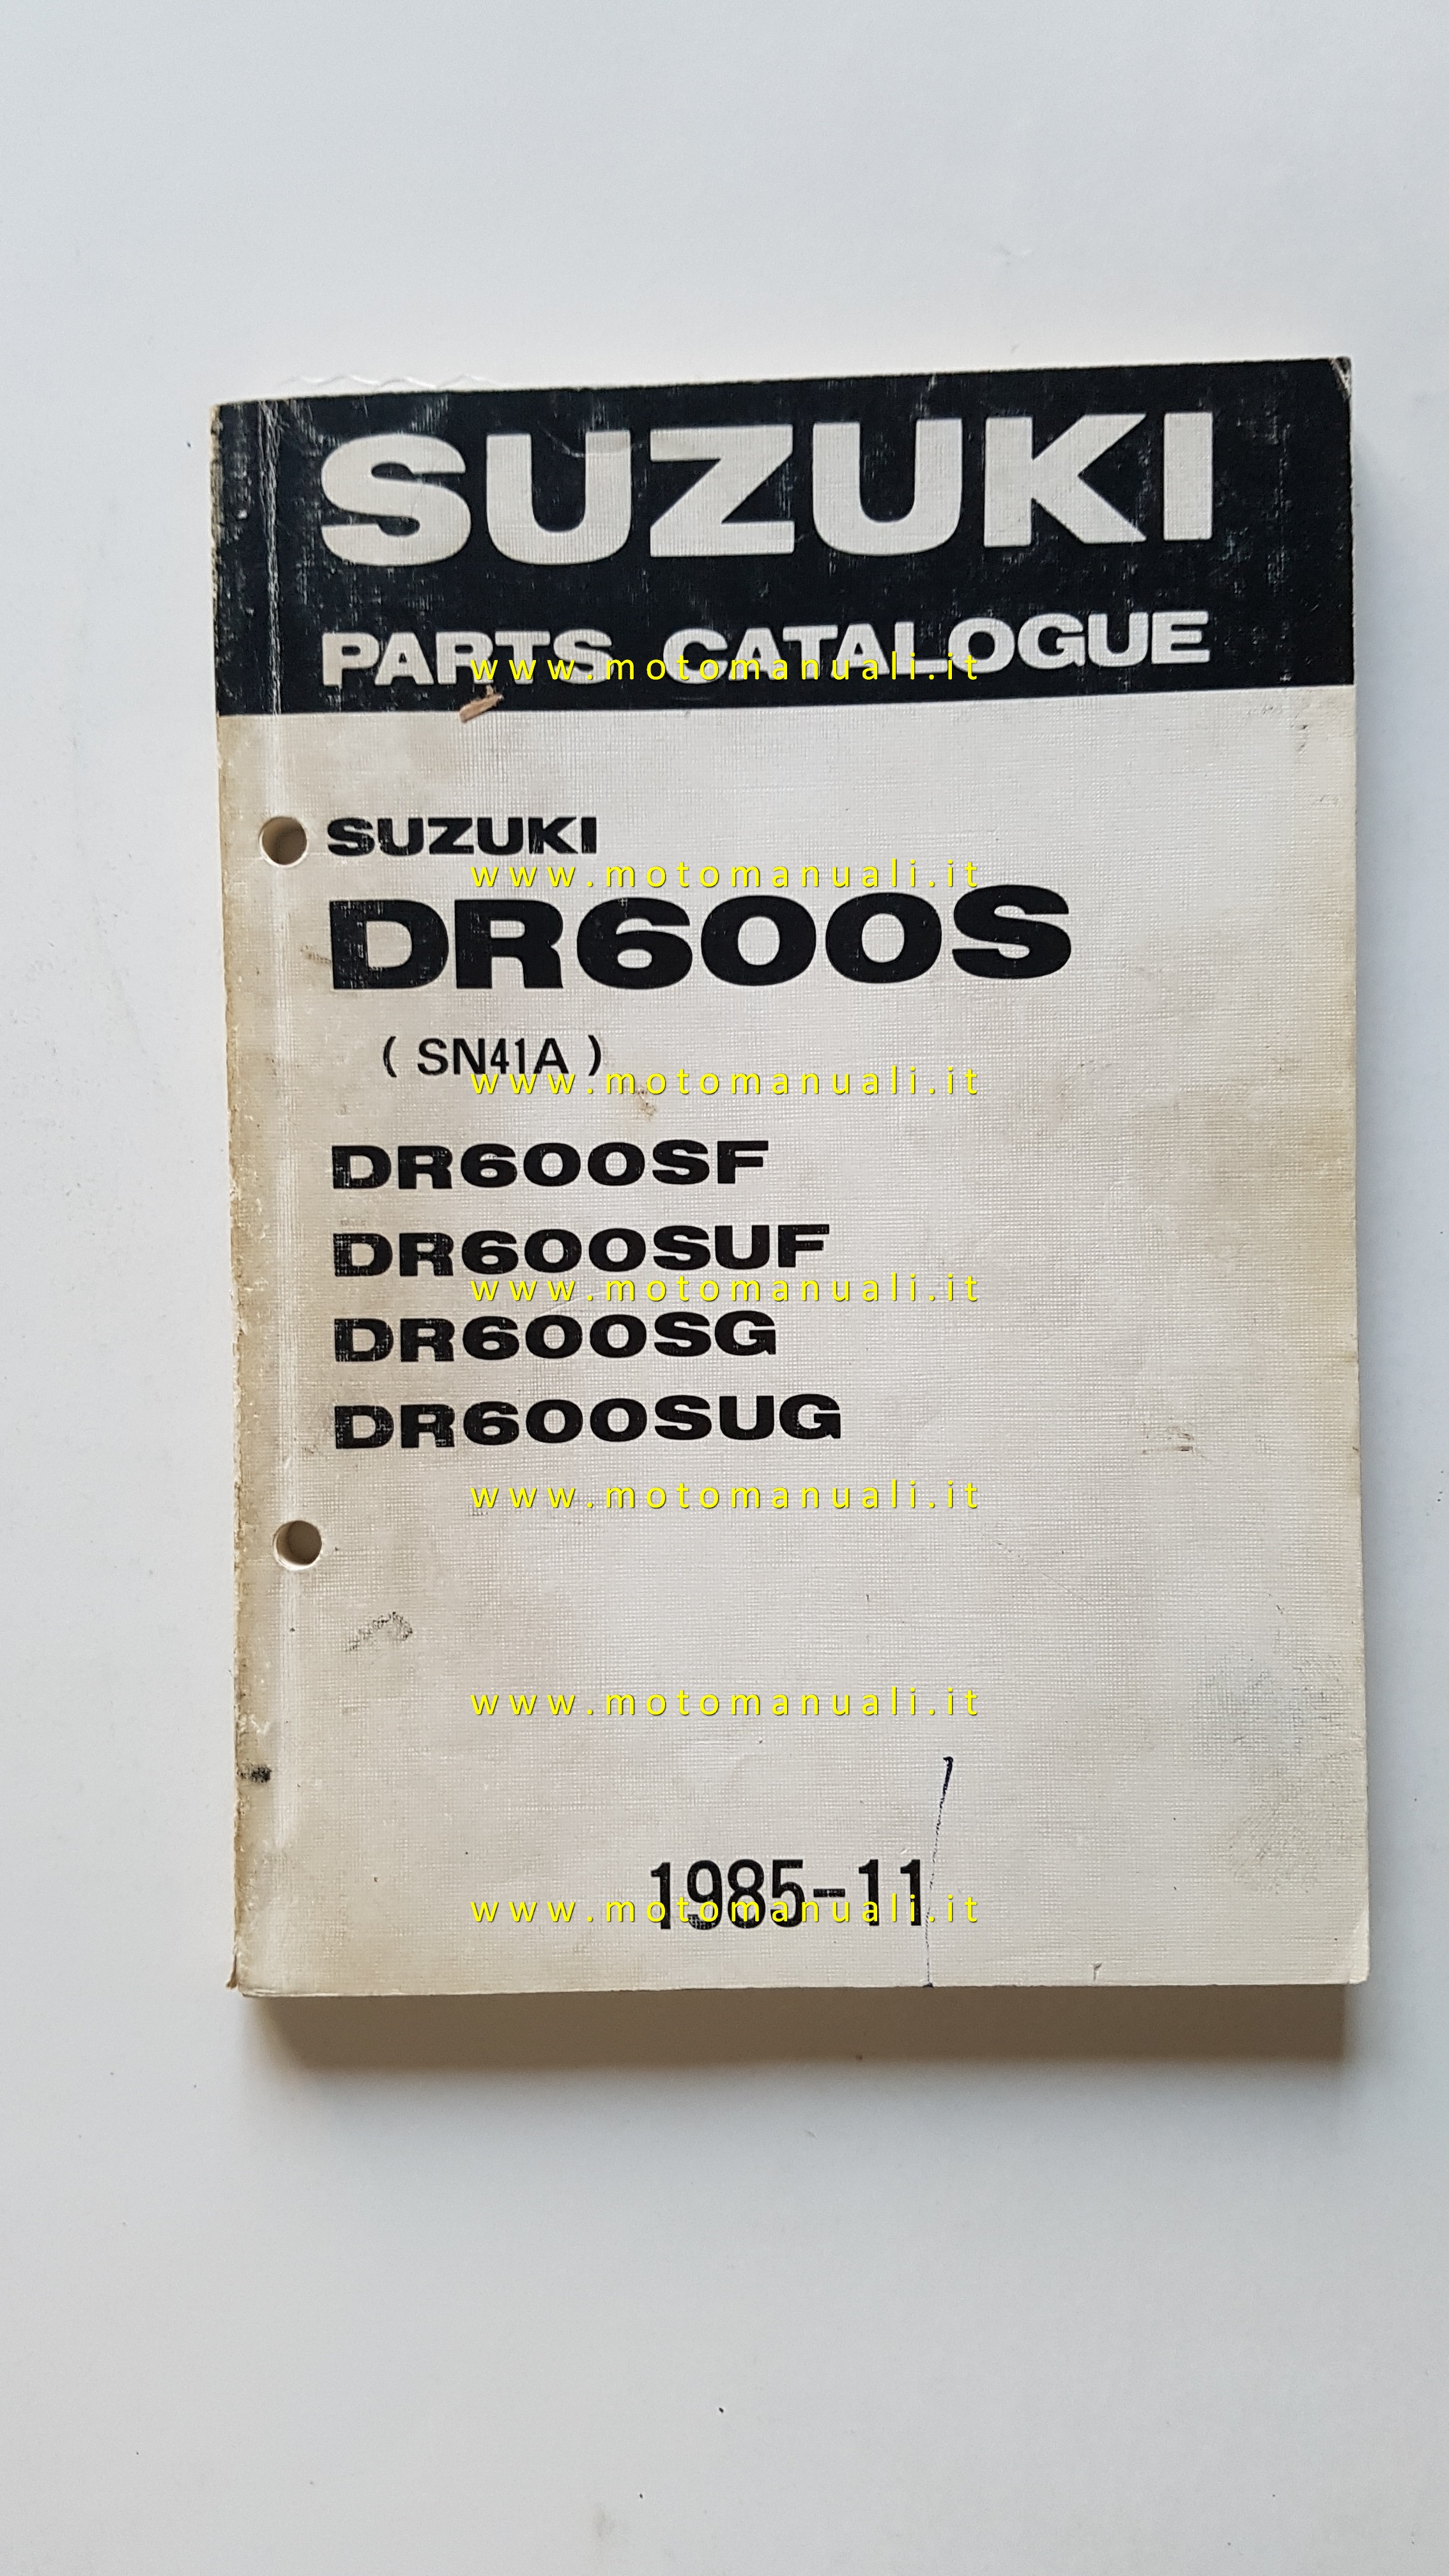 SUZUKI
PARTS CATALOGUE
www.motomanuali.it
SUZUKI
www.motomanuali.it
DR600S
( SN41A )
www.motomanuali.it
DR600SF
DR600SUF
www.motomanuali.it
DR600SG
DR600SUG
www.motomanuali.it
www.motomanuali.it
1985-11
www.motomanuali.it